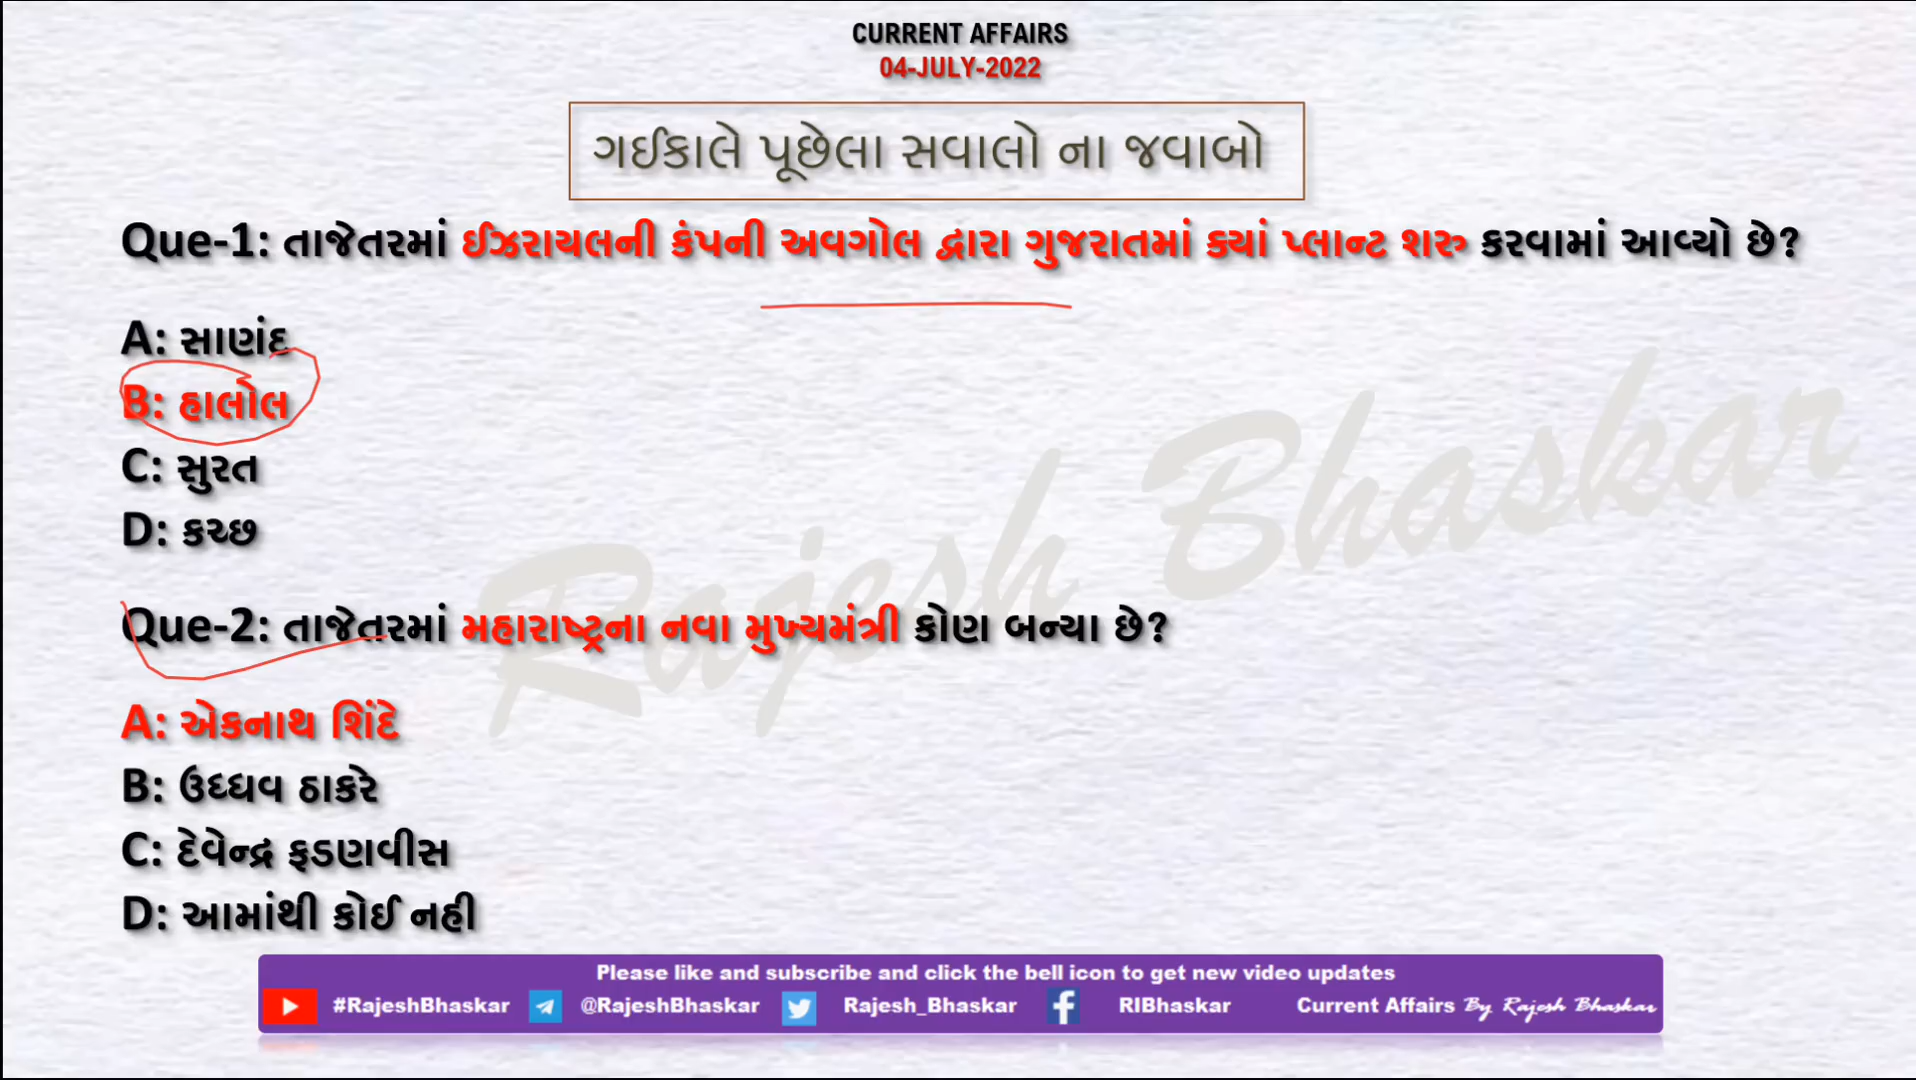 CURRENT AFFAIRS
04-JULY-2022
ગઈકાલે પૂછેલા સવાલો ના જવાબો
Que-1: તાજેતરમાં ઈઝરાયલની કંપની અવગોલ દ્વારા ગુજરાતમાં ક્યાં પ્લાન્ટ શરુ કરવામાં આવ્યો છે?
A: સાણંદ
B: હાલોલ
C: સુરત
D: કચ્છ
Rajesh Bhaskar
Que-2: તાજેતરમાં મહારાષ્ટ્રના નવા મુખ્યમંત્રી કોણ બન્યા છે?
A: એકનાથ શિંદે
B: ઉધ્ધવ ઠાકરે
C: દેવેન્દ્ર ફડણવીસ
D: આમાંથી કોઈ નહી
Please like and subscribe and click the bell icon to get new video updates
#RajeshBhaskar @RajeshBhaskar Rajesh_Bhaskar RIBhaskar Current Affairs By Rajesh Bhaskar